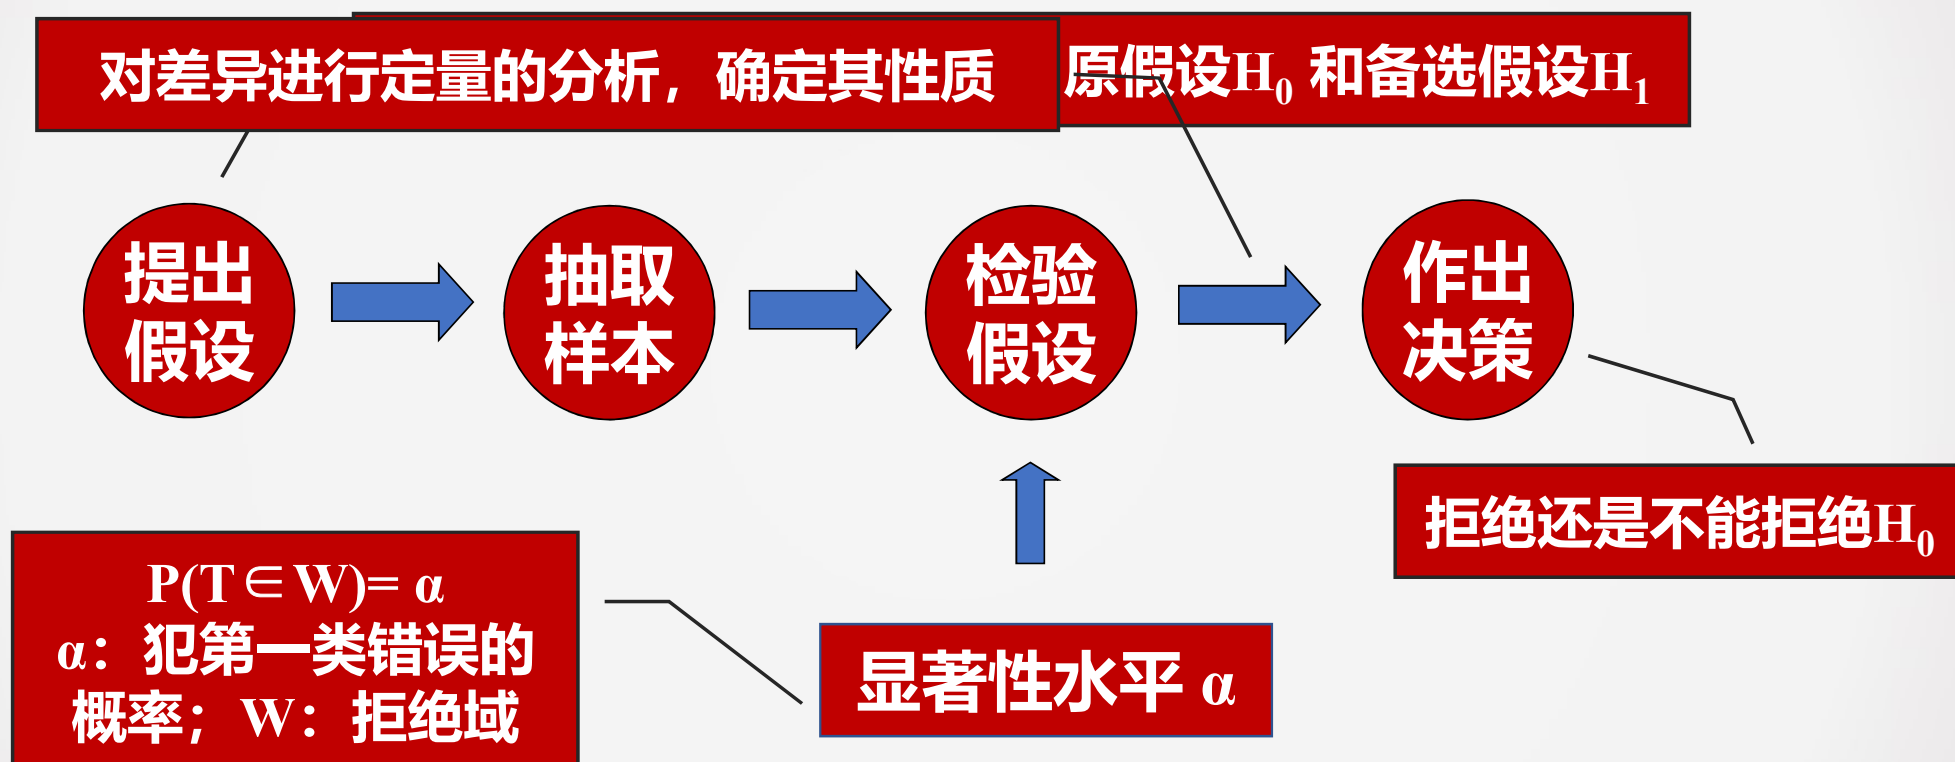 对差异进行定量的分析，确定其性质
原假设H₀ 和备选假设H₁
提出
假设
抽取
样本
检验
假设
作出
决策
拒绝还是不能拒绝H₀
P(T∈W)= α
α：犯第一类错误的
概率；W：拒绝域
显著性水平 α